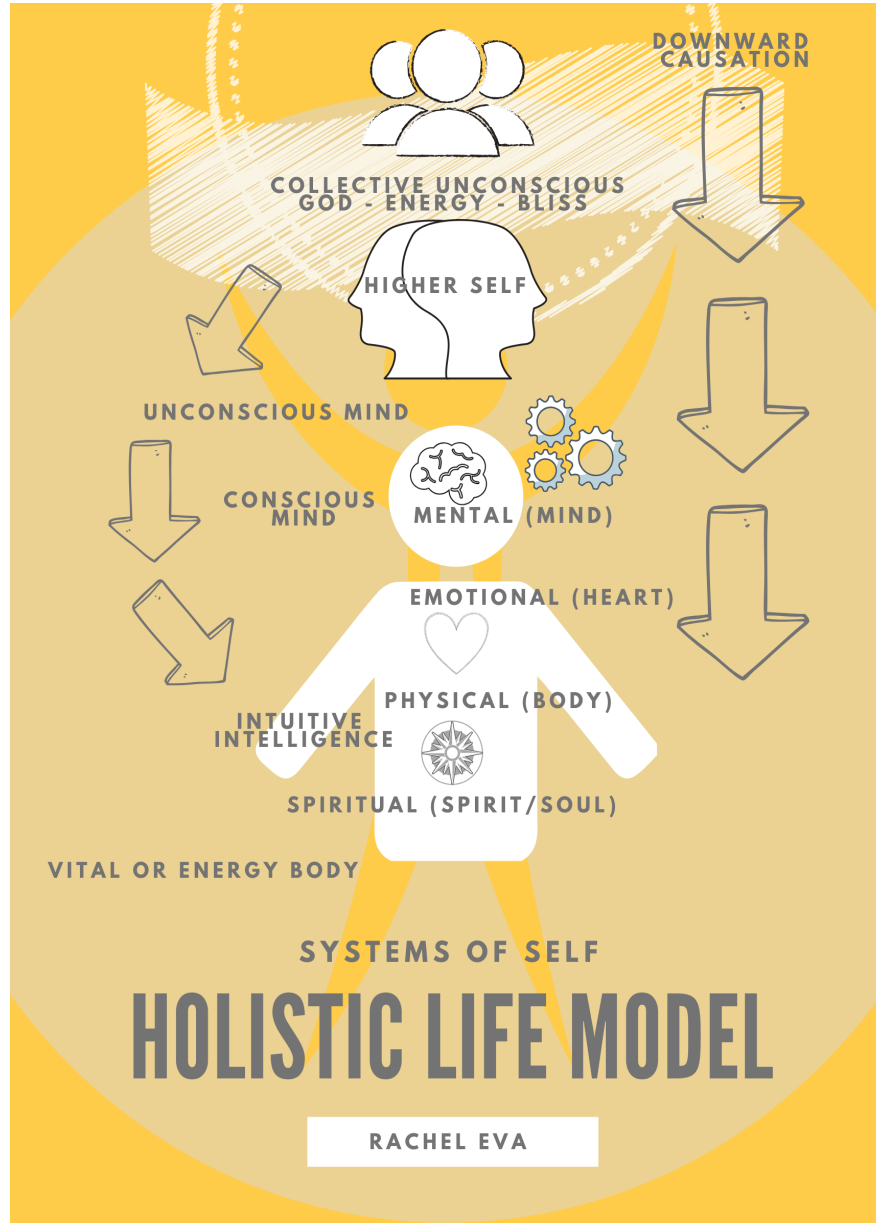 DOWNWARD
CAUSATION
COLLECTIVE UNCONSCIOUS
GOD - ENERGY - BLISS
HIGHER SELF
UNCONSCIOUS MIND
CONSCIOUS
MIND
MENTAL (MIND)
EMOTIONAL (HEART)
PHYSICAL (BODY)
INTUITIVE
INTELLIGENCE
SPIRITUAL (SPIRIT/SOUL)
VITAL OR ENERGY BODY
SYSTEMS OF SELF
HOLISTIC LIFE MODEL
RACHEL EVA